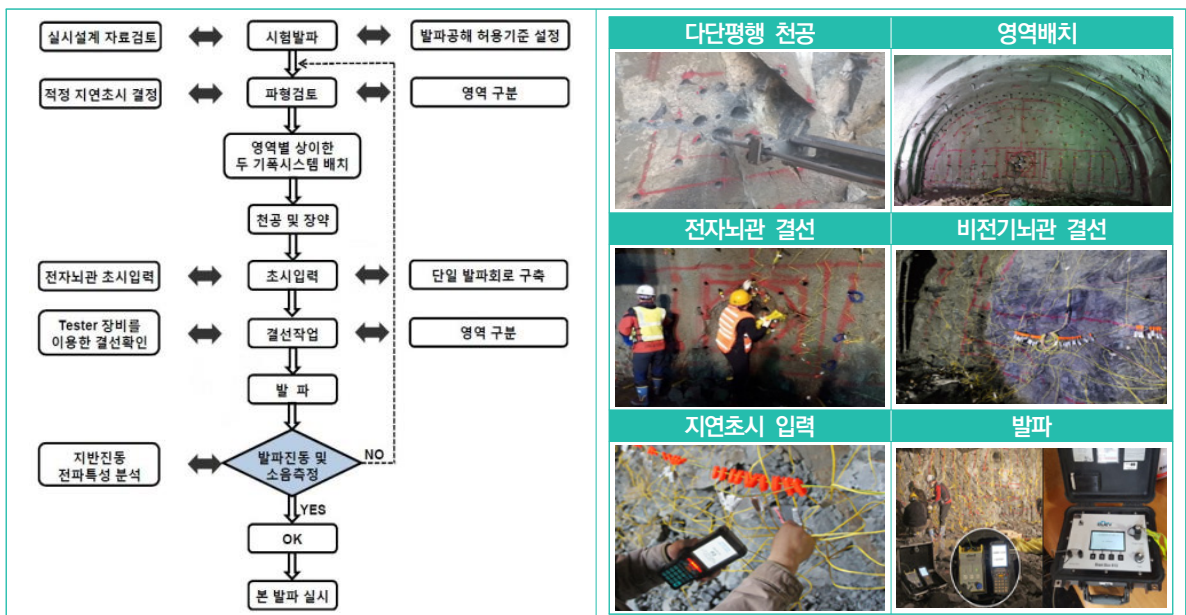 실시설계 자료검토
시험발파
발파공해 허용기준 설정
적정 지연초시 결정
파형검토
영역 구분
영역별 상이한
두 기폭시스템 배치
천공 및 장약
전자뇌관 초시입력
초시입력
단일 발파회로 구축
Tester 장비를
이용한 결선확인
결선작업
영역 구분
발 파
지반진동
전파특성 분석
발파진동 및
소음측정
NO
YES
OK
본 발파 실시
다단평행 천공
영역배치
전자뇌관 결선
비전기뇌관 결선
지연초시 입력
발파